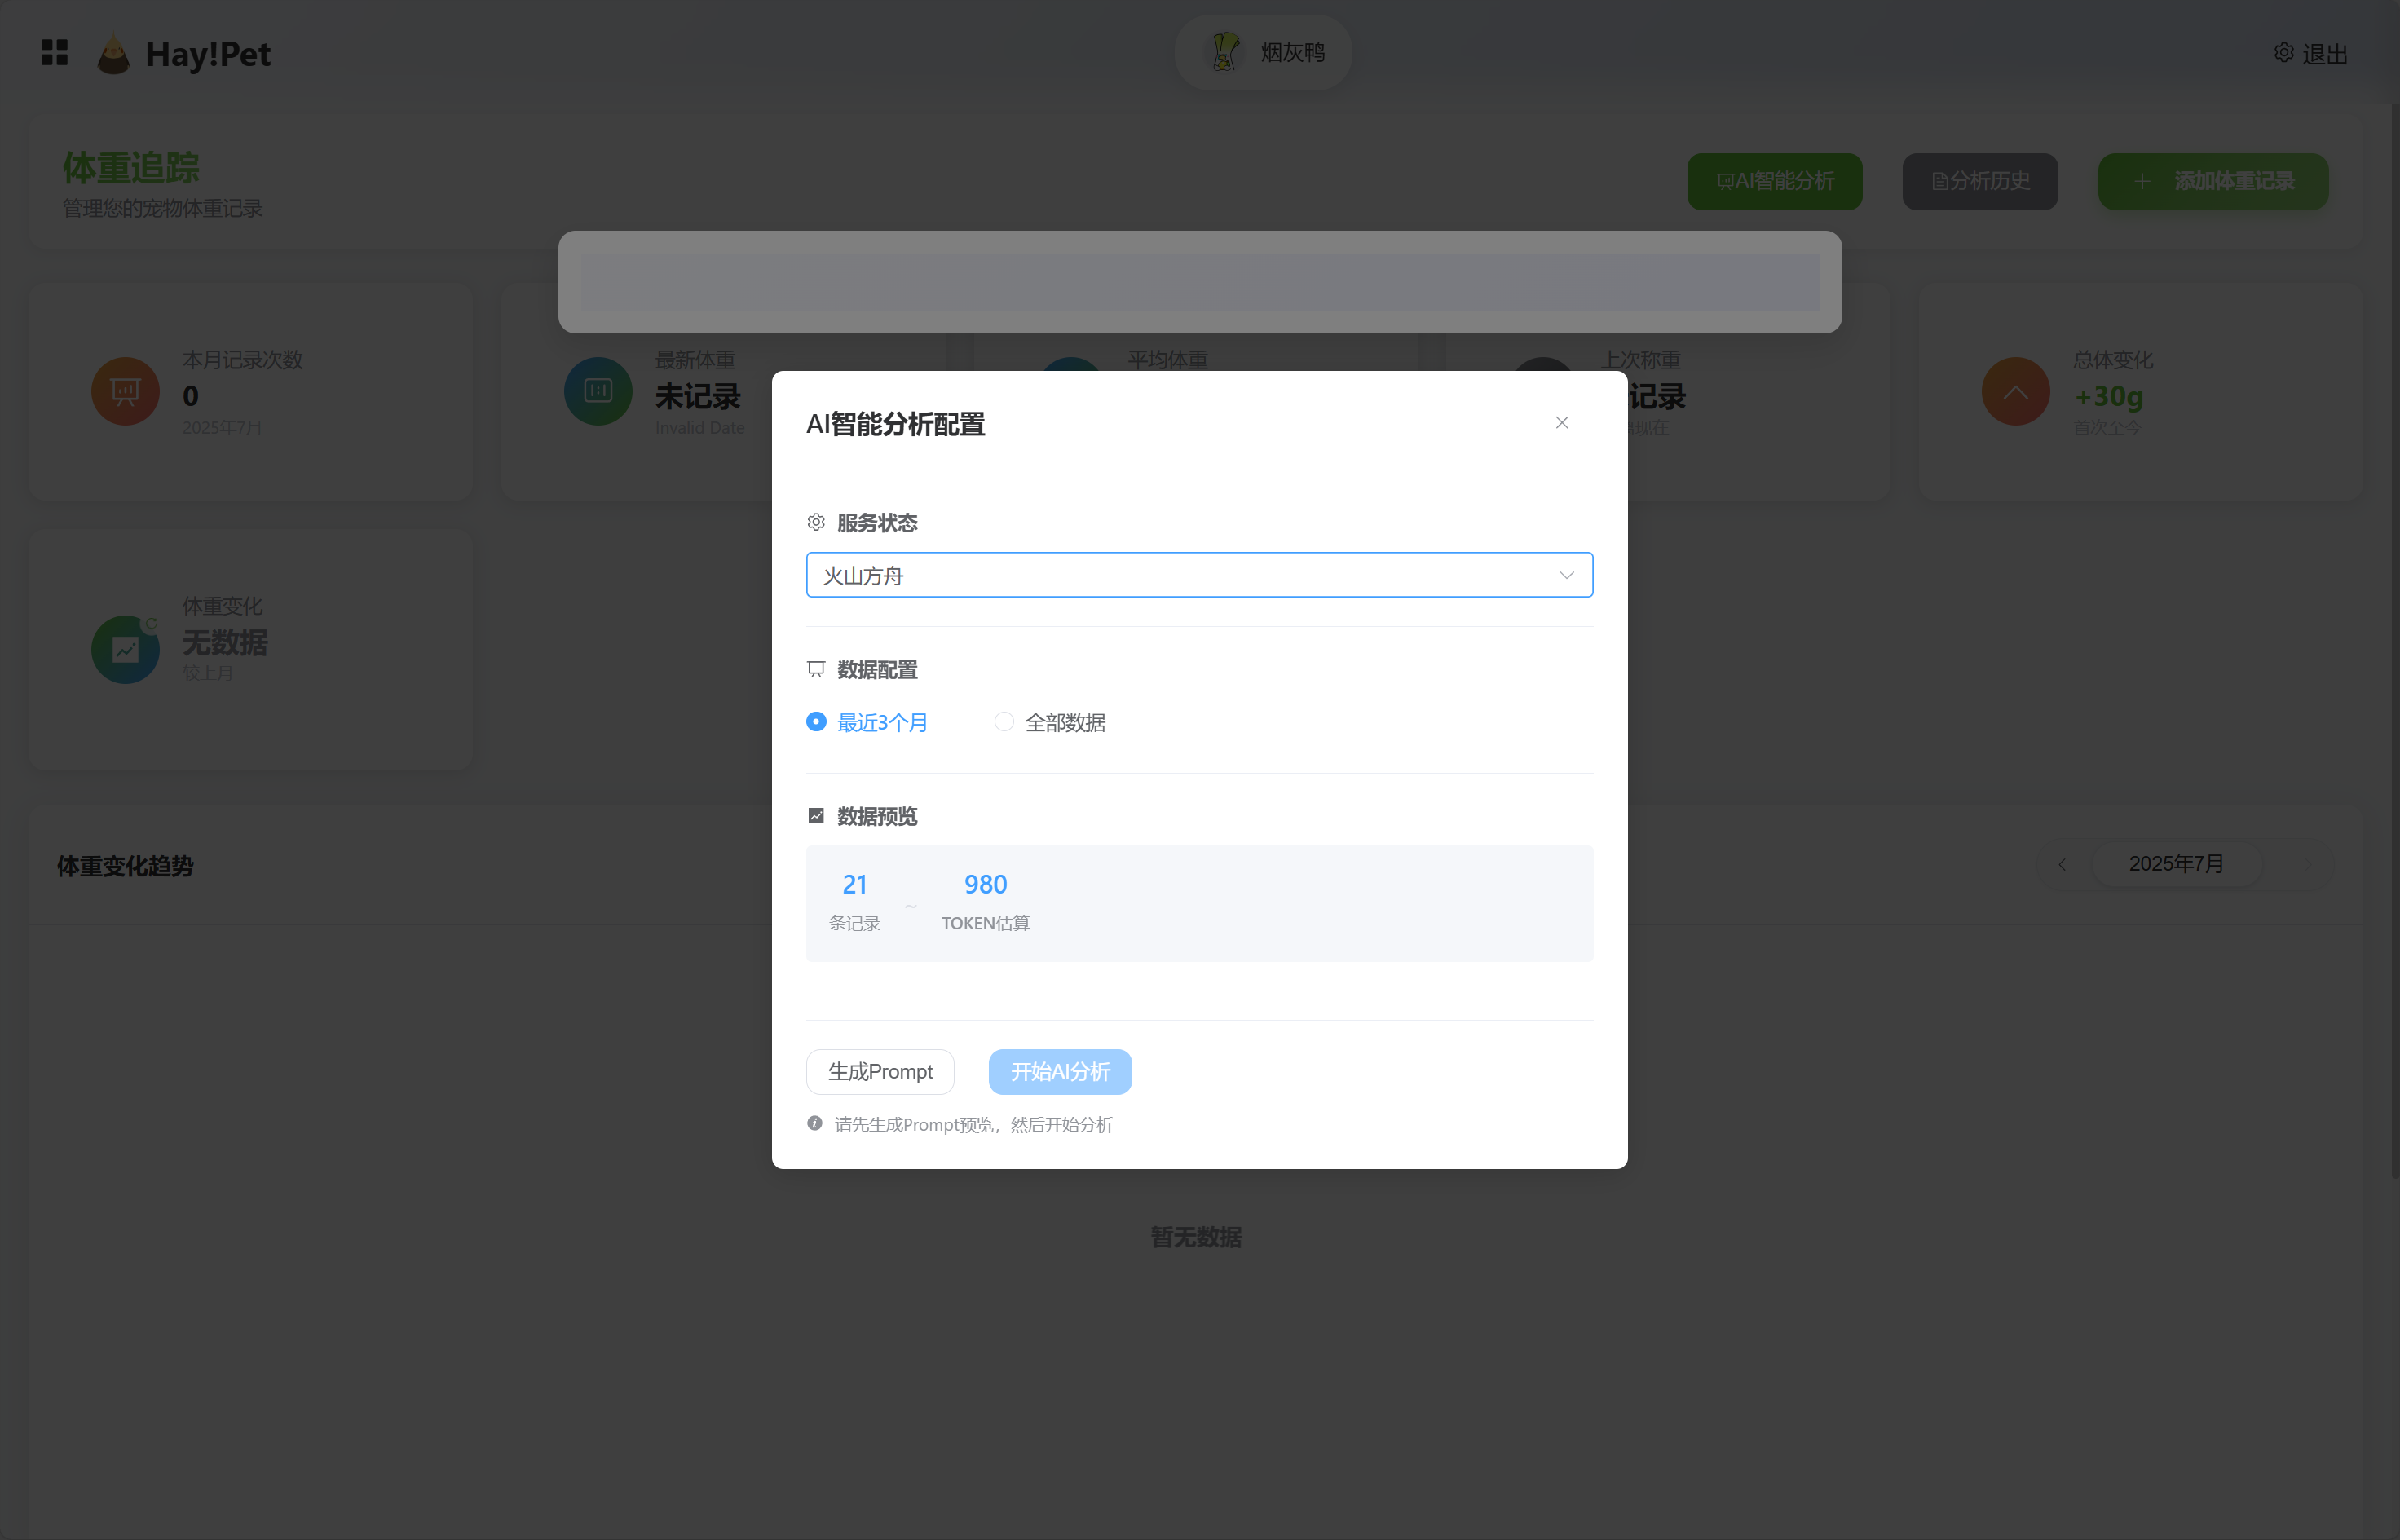 Hay!Pet
烟灰鸭
退出
体重追踪
管理您的宠物体重记录
AI智能分析
分析历史
添加体重记录
本月记录次数
0
2025年7月
最新体重
未记录
Invalid Date
平均体重
上次称重
记录
现在
总体变化
+30g
首次至今
体重变化
无数据
较上月
体重变化趋势
2025年7月
暂无数据
AI智能分析配置
服务状态
火山方舟
数据配置
最近3个月
全部数据
数据预览
21
条记录
~
980
TOKEN估算
生成Prompt
开始AI分析
请先生成Prompt预览，然后开始分析